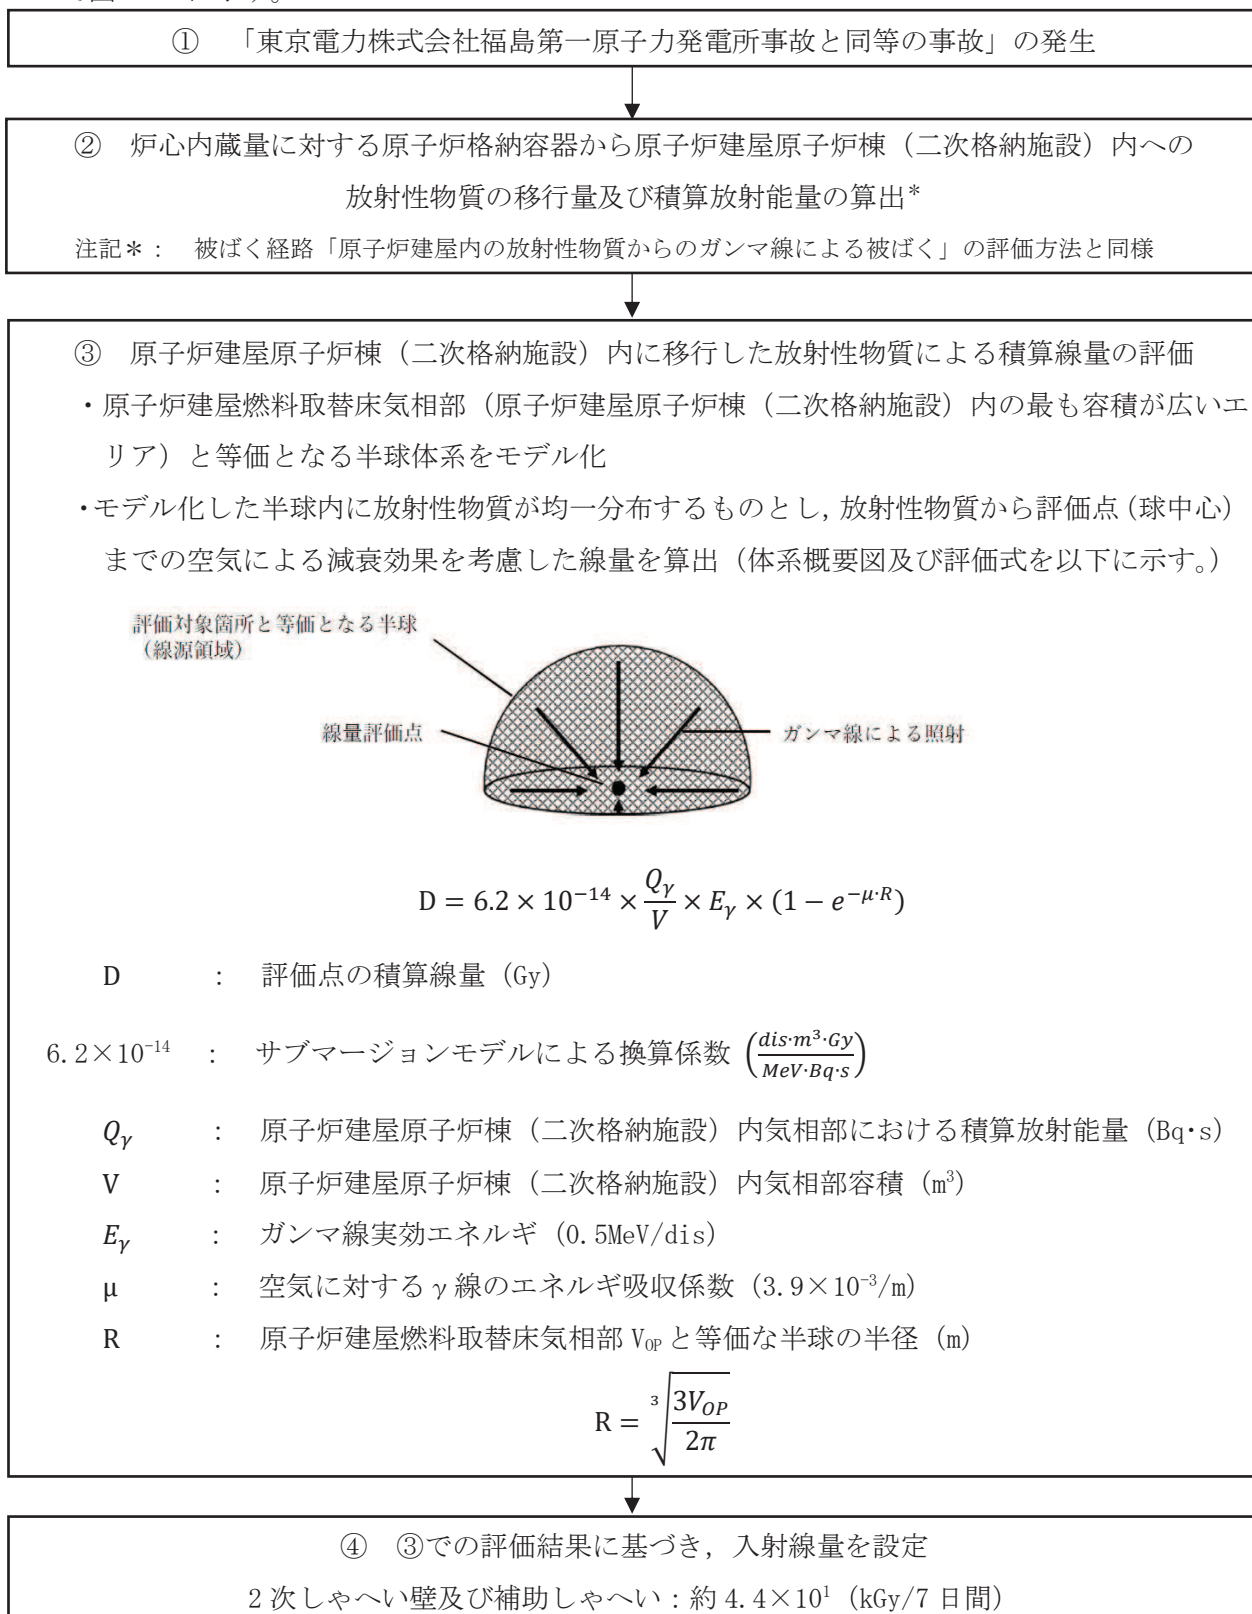 ① 「東京電力株式会社福島第一原子力発電所事故と同等の事故」の発生
② 炉心内蔵量に対する原子炉格納容器から原子炉建屋原子炉棟（二次格納施設）内への
放射性物質の移行量及び積算放射能量の算出*
注記＊： 被ばく経路「原子炉建屋内の放射性物質からのガンマ線による被ばく」の評価方法と同様
③ 原子炉建屋原子炉棟（二次格納施設）内に移行した放射性物質による積算線量の評価
・原子炉建屋燃料取替床気相部（原子炉建屋原子炉棟（二次格納施設）内の最も容積が広いエ
リア）と等価となる半球体系をモデル化
・モデル化した半球内に放射性物質が均一分布するものとし，放射性物質から評価点（球中心）
までの空気による減衰効果を考慮した線量を算出（体系概要図及び評価式を以下に示す。）
評価対象箇所と等価となる半球
（線源領域）
線量評価点
ガンマ線による照射
D = 6.2 × 10⁻¹⁴ × Qγ/V × Eγ × (1 − e^(−μ·R))
D ： 評価点の積算線量（Gy）
6.2×10⁻¹⁴ ： サブマージョンモデルによる換算係数 (dis·m³·Gy/MeV·Bq·s)
Qγ ： 原子炉建屋原子炉棟（二次格納施設）内気相部における積算放射能量（Bq・s）
V ： 原子炉建屋原子炉棟（二次格納施設）内気相部容積（m³）
Eγ ： ガンマ線実効エネルギ（0.5MeV/dis）
μ ： 空気に対するγ線のエネルギ吸収係数（3.9×10⁻³/m）
R ： 原子炉建屋燃料取替床気相部 V_OP と等価な半球の半径（m）
R = ³√(3V_OP/2π)
④ ③での評価結果に基づき，入射線量を設定
2次しゃへい壁及び補助しゃへい：約 4.4×10¹（kGy/7 日間）